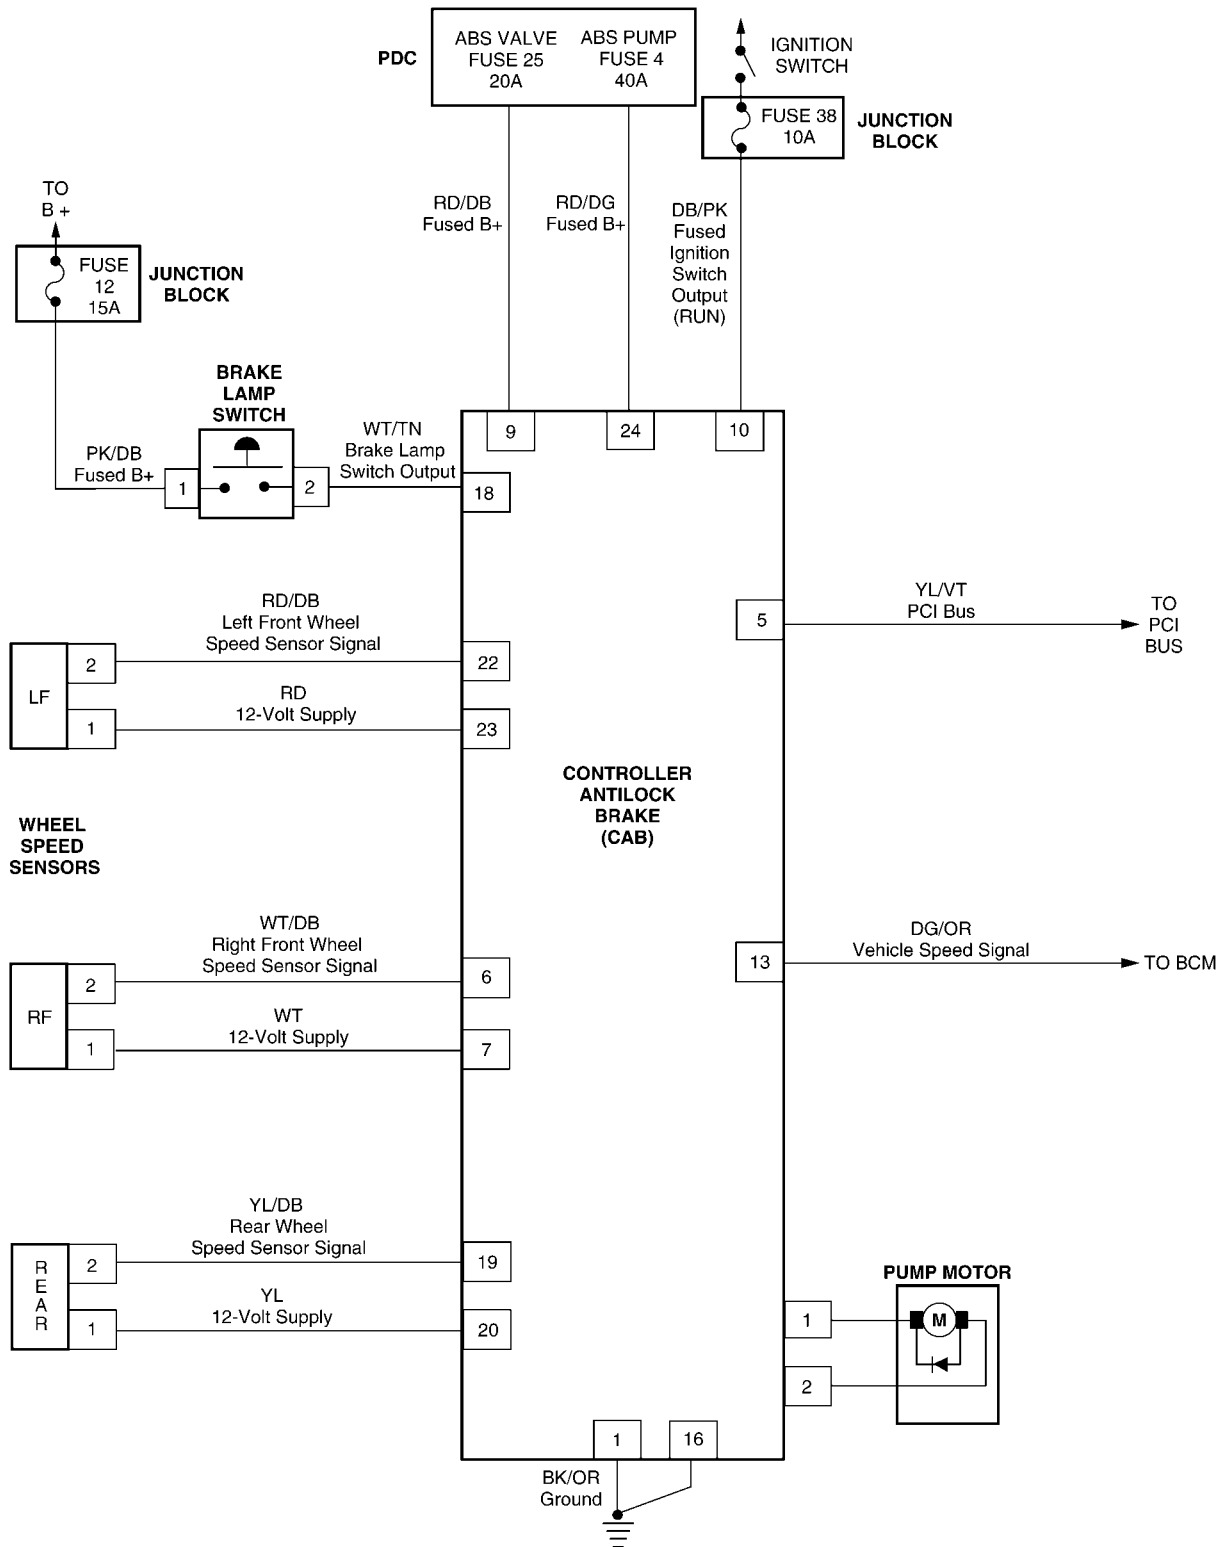 PDC
ABS VALVE
FUSE 25
20A
ABS PUMP
FUSE 4
40A
IGNITION
SWITCH
FUSE 38
10A
JUNCTION
BLOCK
TO
B +
FUSE
12
15A
JUNCTION
BLOCK
RD/DB
Fused B+
RD/DG
Fused B+
DB/PK
Fused
Ignition
Switch
Output
(RUN)
BRAKE
LAMP
SWITCH
PK/DB
Fused B+
1
2
WT/TN
Brake Lamp
Switch Output
9
24
10
18
RD/DB
Left Front Wheel
Speed Sensor Signal
LF
2
22
RD
12-Volt Supply
1
23
5
YL/VT
PCI Bus
TO
PCI
BUS
CONTROLLER
ANTILOCK
BRAKE
(CAB)
WHEEL
SPEED
SENSORS
WT/DB
Right Front Wheel
Speed Sensor Signal
RF
2
6
WT
12-Volt Supply
1
7
13
DG/OR
Vehicle Speed Signal
TO BCM
YL/DB
Rear Wheel
Speed Sensor Signal
R
E
A
R
2
19
YL
12-Volt Supply
1
20
PUMP MOTOR
1
M
2
1
16
BK/OR
Ground